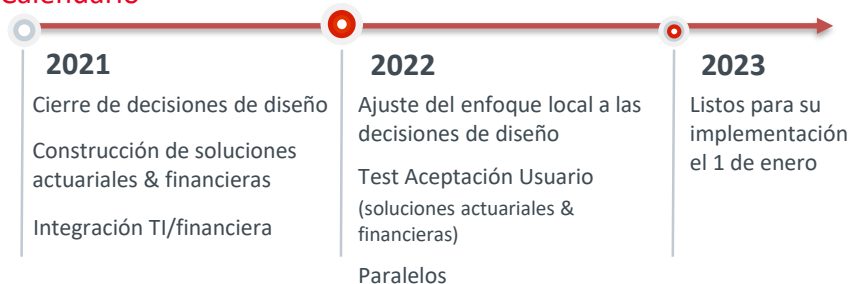 Calendario
2021
Cierre de decisiones de diseño
Construcción de soluciones
actuariales & financieras
Integración TI/financiera
2022
Ajuste del enfoque local a las
decisiones de diseño
Test Aceptación Usuario
(soluciones actuariales &
financieras)
Paralelos
2023
Listos para su
implementación
el 1 de enero